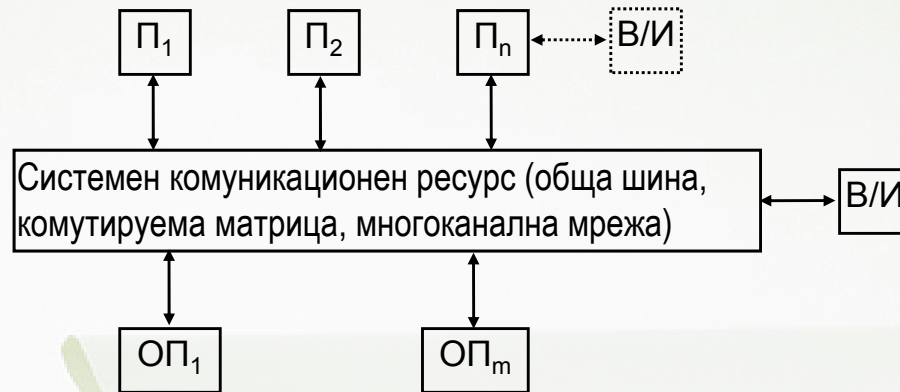 П₁ П₂ Пₙ В/И
Системен комуникационен ресурс (обща шина,
комутируема матрица, многоканална мрежа)
В/И
ОП₁ ОПₘ